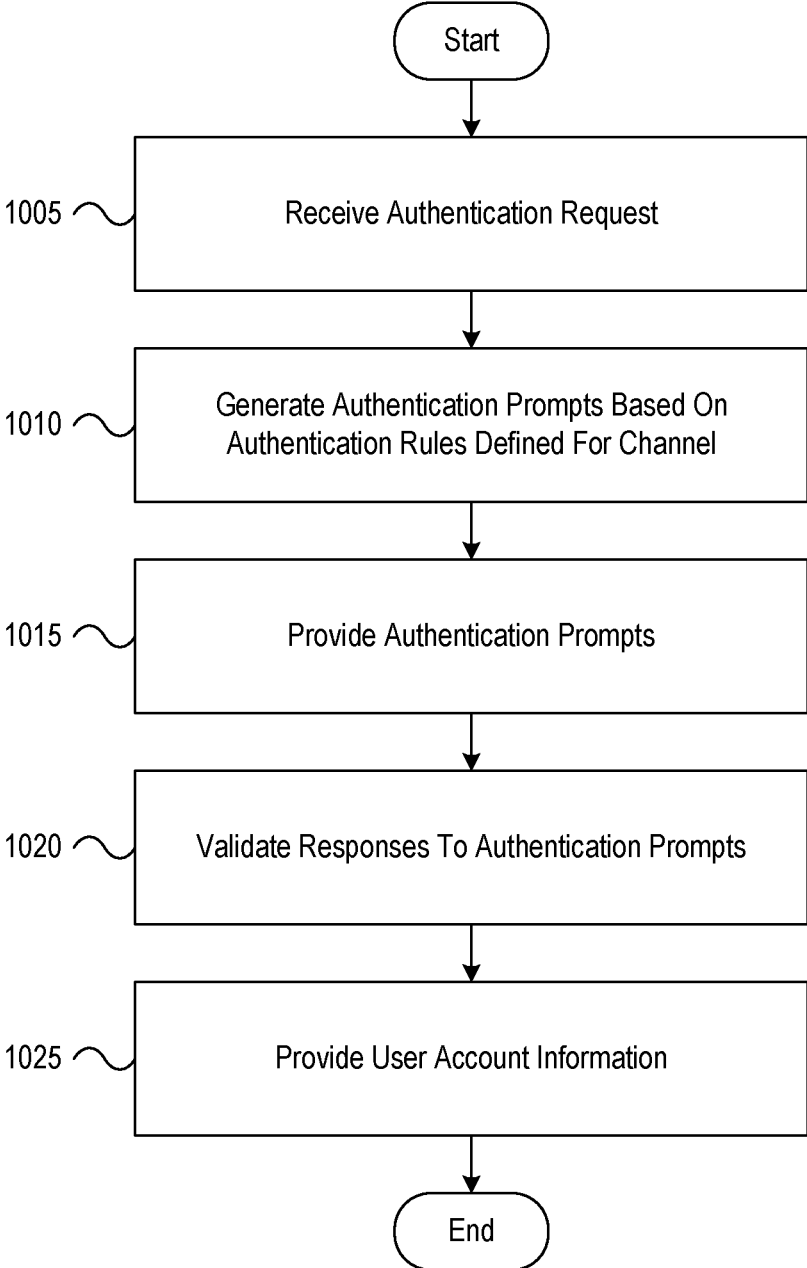 Start
1005
Receive Authentication Request
1010
Generate Authentication Prompts Based On
Authentication Rules Defined For Channel
1015
Provide Authentication Prompts
1020
Validate Responses To Authentication Prompts
1025
Provide User Account Information
End